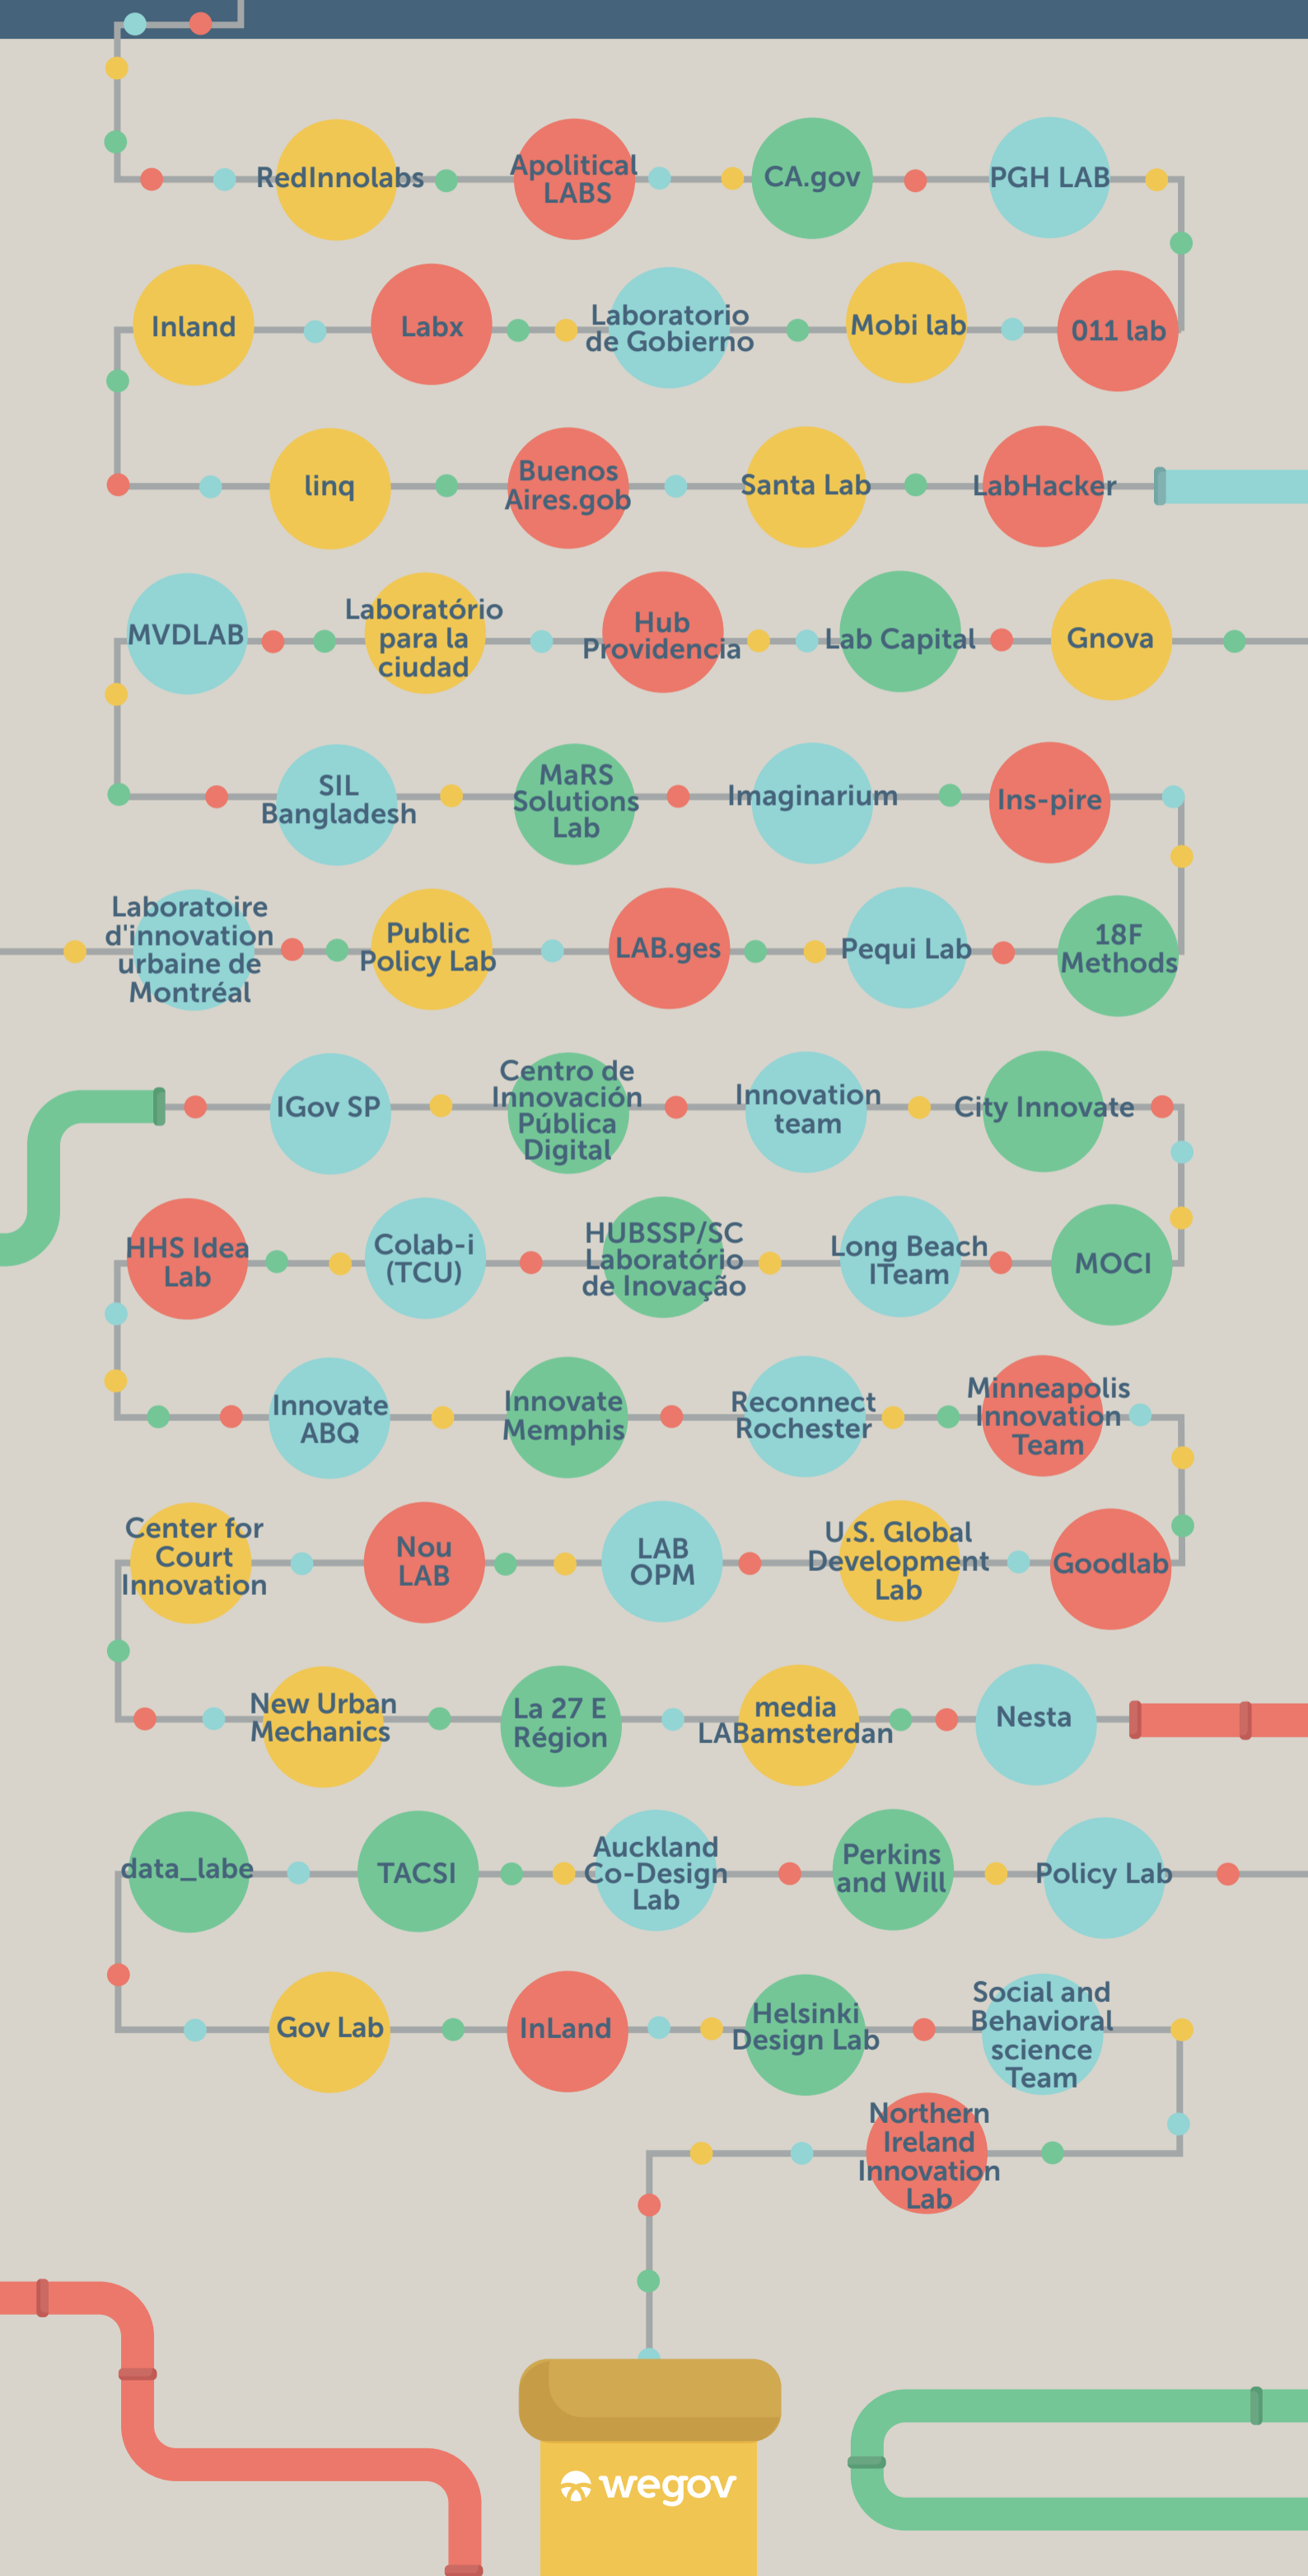 RedInnolabs
Apolitical
LABS
CA.gov
PGH LAB
Inland
Labx
Laboratorio
de Gobierno
Mobi lab
011 lab
linq
Buenos
Aires.gob
Santa Lab
LabHacker
MVDLAB
Laboratório
para la
ciudad
Hub
Providencia
Lab Capital
Gnova
SIL
Bangladesh
MaRS
Solutions
Lab
Imaginarium
Ins-pire
Laboratoire
d'innovation
urbaine de
Montréal
Public
Policy Lab
LAB.ges
Pequi Lab
18F
Methods
IGov SP
Centro de
Innovación
Pública
Digital
Innovation
team
City Innovate
HHS Idea
Lab
Colab-i
(TCU)
HUBSSP/SC
Laboratório
de Inovação
Long Beach
ITeam
MOCI
Innovate
ABQ
Innovate
Memphis
Reconnect
Rochester
Minneapolis
Innovation
Team
Center for
Court
Innovation
Nou
LAB
LAB
OPM
U.S. Global
Development
Lab
Goodlab
New Urban
Mechanics
La 27 E
Région
media
LABamsterdan
Nesta
data_labe
TACSI
Auckland
Co-Design
Lab
Perkins
and Will
Policy Lab
Gov Lab
InLand
Helsinki
Design Lab
Social and
Behavioral
science
Team
Northern
Ireland
Innovation
Lab
wegov